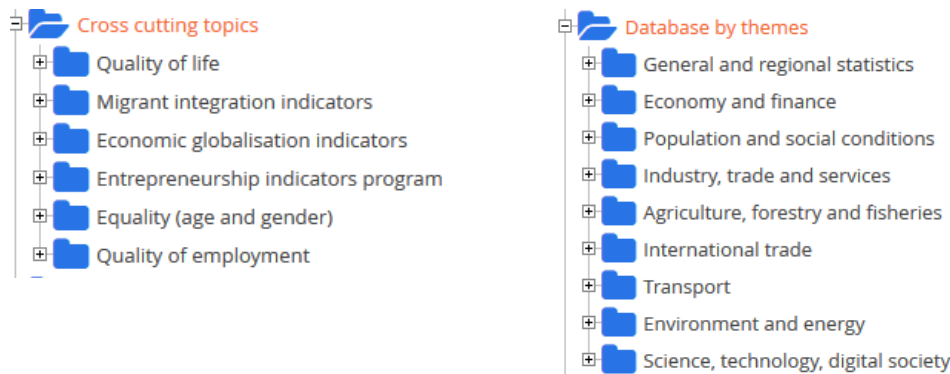 Cross cutting topics
Quality of life
Migrant integration indicators
Economic globalisation indicators
Entrepreneurship indicators program
Equality (age and gender)
Quality of employment
Database by themes
General and regional statistics
Economy and finance
Population and social conditions
Industry, trade and services
Agriculture, forestry and fisheries
International trade
Transport
Environment and energy
Science, technology, digital society